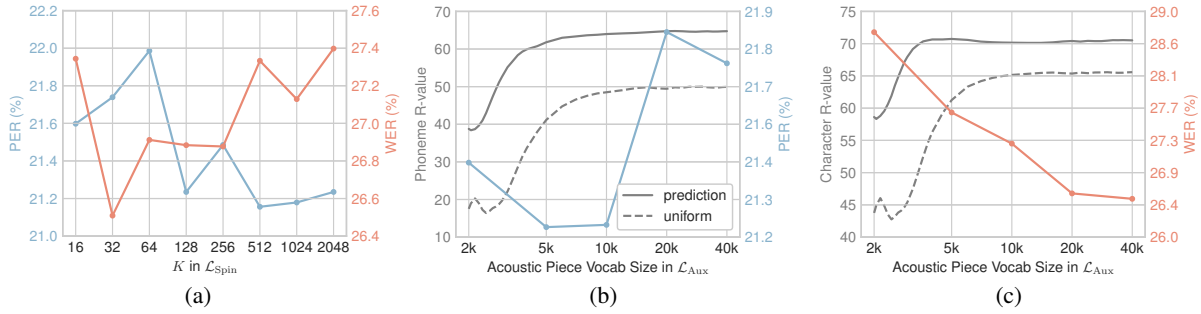 22.0
21.8
21.6
21.4
21.2
21.0
PER (%)
27.6
27.4
27.2
27.0
26.8
26.6
26.4
WER (%)
16 32 64 128 256 512 1024 2048
K in ℒSpin
(a)
70
60
50
40
30
20
10
Phoneme R-value
21.9
21.8
21.7
21.6
21.4
21.3
21.2
PER (%)
prediction
uniform
2k 5k 10k 20k 40k
Acoustic Piece Vocab Size in ℒAux
(b)
75
70
65
60
55
50
45
40
Character R-value
29.0
28.6
28.1
27.7
27.3
26.9
26.4
26.0
WER (%)
2k 5k 10k 20k 40k
Acoustic Piece Vocab Size in ℒAux
(c)